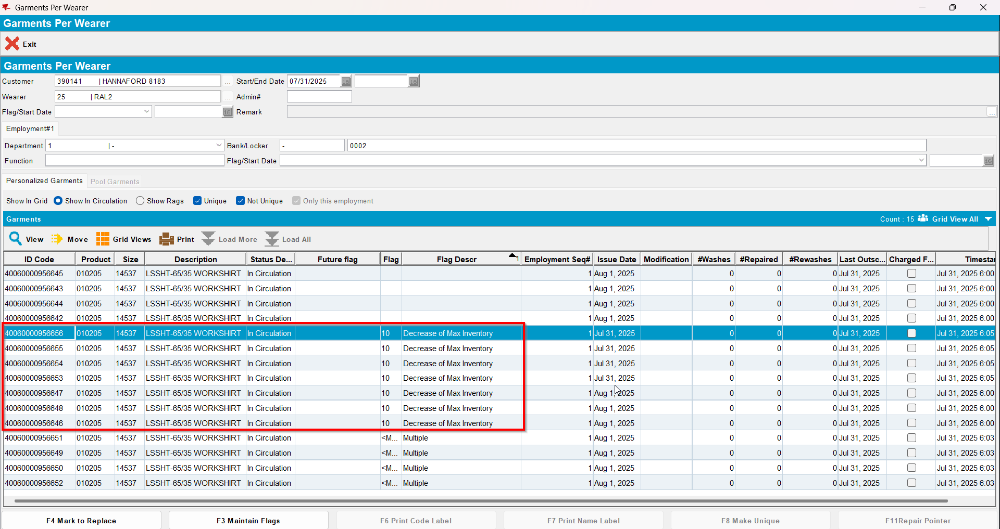 Garments Per Wearer
Garments Per Wearer
Exit
Garments Per Wearer
Customer 390141 | HANNAFORD 8183 ... Start/End Date 07/31/2025 16 16
Wearer 25 | RAL2 ... Admin#
Flag/Start Date 16 Remark ...
Employment#1
Department 1 | - Bank/Locker - 0002
Function Flag/Start Date 16
Personalized Garments Pool Garments
Show In Grid Show In Circulation Show Rags Unique Not Unique Only this employment
Garments Count : 15 Grid View All
View Move Grid Views Print Load More Load All
ID Code Product Size Description Status De... Future flag Flag Flag Descr 1 Employment Seq# Issue Date Modification #Washes #Repaired #Rewashes Last Outsc... Charged F... Timestar
40060000956645 010205 14537 LSSHT-65/35 WORKSHIRT In Circulation 1 Aug 1, 2025 0 0 0 Jul 31, 2025 Jul 31, 2025 6:00
40060000956643 010205 14537 LSSHT-65/35 WORKSHIRT In Circulation 1 Aug 1, 2025 0 0 0 Jul 31, 2025 Jul 31, 2025 6:00
40060000956644 010205 14537 LSSHT-65/35 WORKSHIRT In Circulation 1 Aug 1, 2025 0 0 0 Jul 31, 2025 Jul 31, 2025 6:00
40060000956642 010205 14537 LSSHT-65/35 WORKSHIRT In Circulation 1 Aug 1, 2025 0 0 0 Jul 31, 2025 Jul 31, 2025 6:00
40060000956656 010205 14537 LSSHT-65/35 WORKSHIRT In Circulation 10 Decrease of Max Inventory 1 Jul 31, 2025 0 0 0 Jul 31, 2025 Jul 31, 2025 6:05
40060000956655 010205 14537 LSSHT-65/35 WORKSHIRT In Circulation 10 Decrease of Max Inventory 1 Jul 31, 2025 0 0 0 Jul 31, 2025 Jul 31, 2025 6:05
40060000956654 010205 14537 LSSHT-65/35 WORKSHIRT In Circulation 10 Decrease of Max Inventory 1 Jul 31, 2025 0 0 0 Jul 31, 2025 Jul 31, 2025 6:05
40060000956653 010205 14537 LSSHT-65/35 WORKSHIRT In Circulation 10 Decrease of Max Inventory 1 Jul 31, 2025 0 0 0 Jul 31, 2025 Jul 31, 2025 6:05
40060000956647 010205 14537 LSSHT-65/35 WORKSHIRT In Circulation 10 Decrease of Max Inventory 1 Aug 1, 2025 0 0 0 Jul 31, 2025 Jul 31, 2025 6:00
40060000956648 010205 14537 LSSHT-65/35 WORKSHIRT In Circulation 10 Decrease of Max Inventory 1 Aug 1, 2025 0 0 0 Jul 31, 2025 Jul 31, 2025 6:00
40060000956646 010205 14537 LSSHT-65/35 WORKSHIRT In Circulation 10 Decrease of Max Inventory 1 Aug 1, 2025 0 0 0 Jul 31, 2025 Jul 31, 2025 6:00
40060000956651 010205 14537 LSSHT-65/35 WORKSHIRT In Circulation <M... Multiple 1 Aug 1, 2025 0 0 0 Jul 31, 2025 Jul 31, 2025 6:03
40060000956649 010205 14537 LSSHT-65/35 WORKSHIRT In Circulation <M... Multiple 1 Aug 1, 2025 0 0 0 Jul 31, 2025 Jul 31, 2025 6:03
40060000956650 010205 14537 LSSHT-65/35 WORKSHIRT In Circulation <M... Multiple 1 Aug 1, 2025 0 0 0 Jul 31, 2025 Jul 31, 2025 6:03
40060000956652 010205 14537 LSSHT-65/35 WORKSHIRT In Circulation <M... Multiple 1 Aug 1, 2025 0 0 0 Jul 31, 2025 Jul 31, 2025 6:03
F4 Mark to Replace F3 Maintain Flags F6 Print Code Label F7 Print Name Label F8 Make Unique F11Repair Pointer